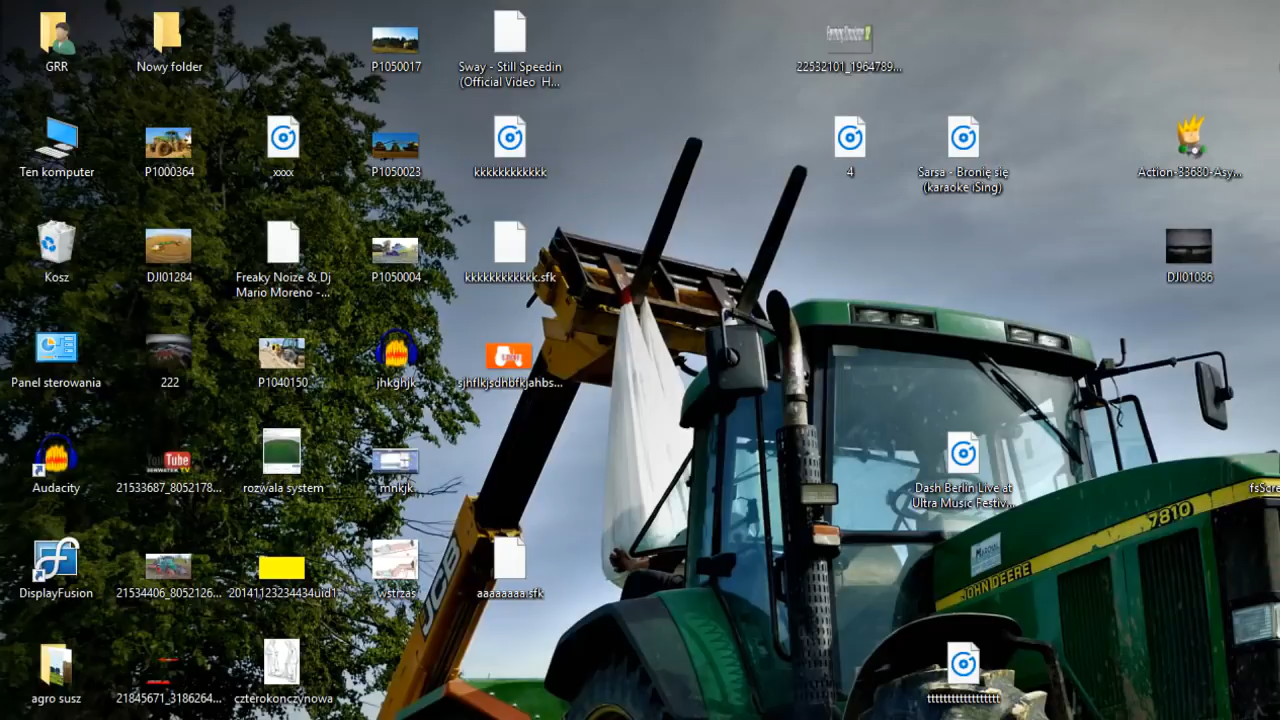 GRR
Nowy folder
P1050017
Sway - Still Speedin
(Official Video H...
22532101_1964789...
Ten komputer
P1000364
xxxx
P1050023
kkkkkkkkkkkk
4
Sarsa - Bronię się
(karaoke iSing)
Action-33680-Asy...
Kosz
DJI01284
Freaky Noize & Dj
Mario Moreno -...
P1050004
kkkkkkkkkkkk.sfk
DJI01086
Panel sterowania
222
P1040150
jhkghjk
sjhflkjsdhbfkjahbs...
Audacity
YouTube
21533687_8052178...
rozwala system
mnkjk
Dash Berlin Live at
Ultra Music Festiv...
fsScre
7810
JOHN DEERE
DisplayFusion
21534406_8052126...
20141123234434uid1
wstrzas
aaaaaaaa.sfk
JCB
agro susz
21845671_3186264...
czterokonczynowa
ttttttttttttttttttt